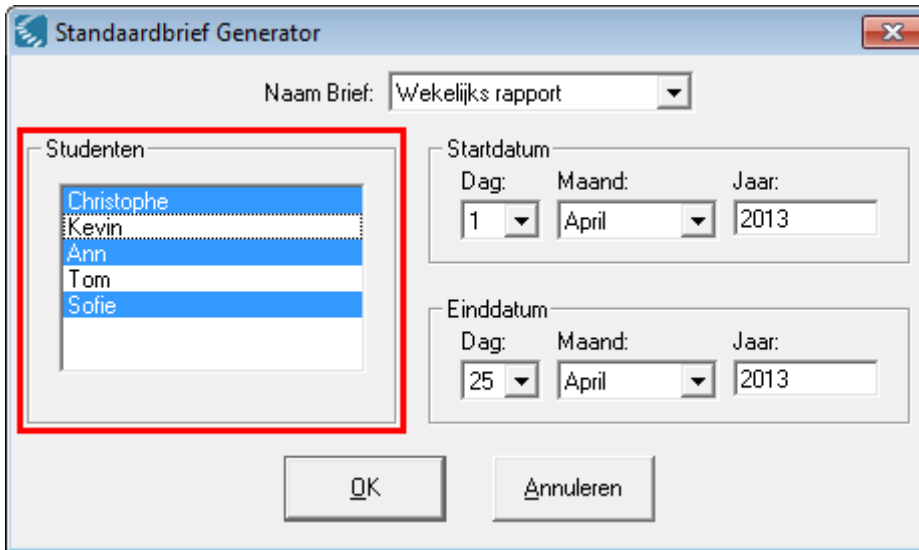 Standaardbrief Generator
Naam Brief: Wekelijks rapport
Studenten
Christophe
Kevin
Ann
Tom
Sofie
Startdatum
Dag: Maand: Jaar:
1 April 2013
Einddatum
Dag: Maand: Jaar:
25 April 2013
OK Annuleren